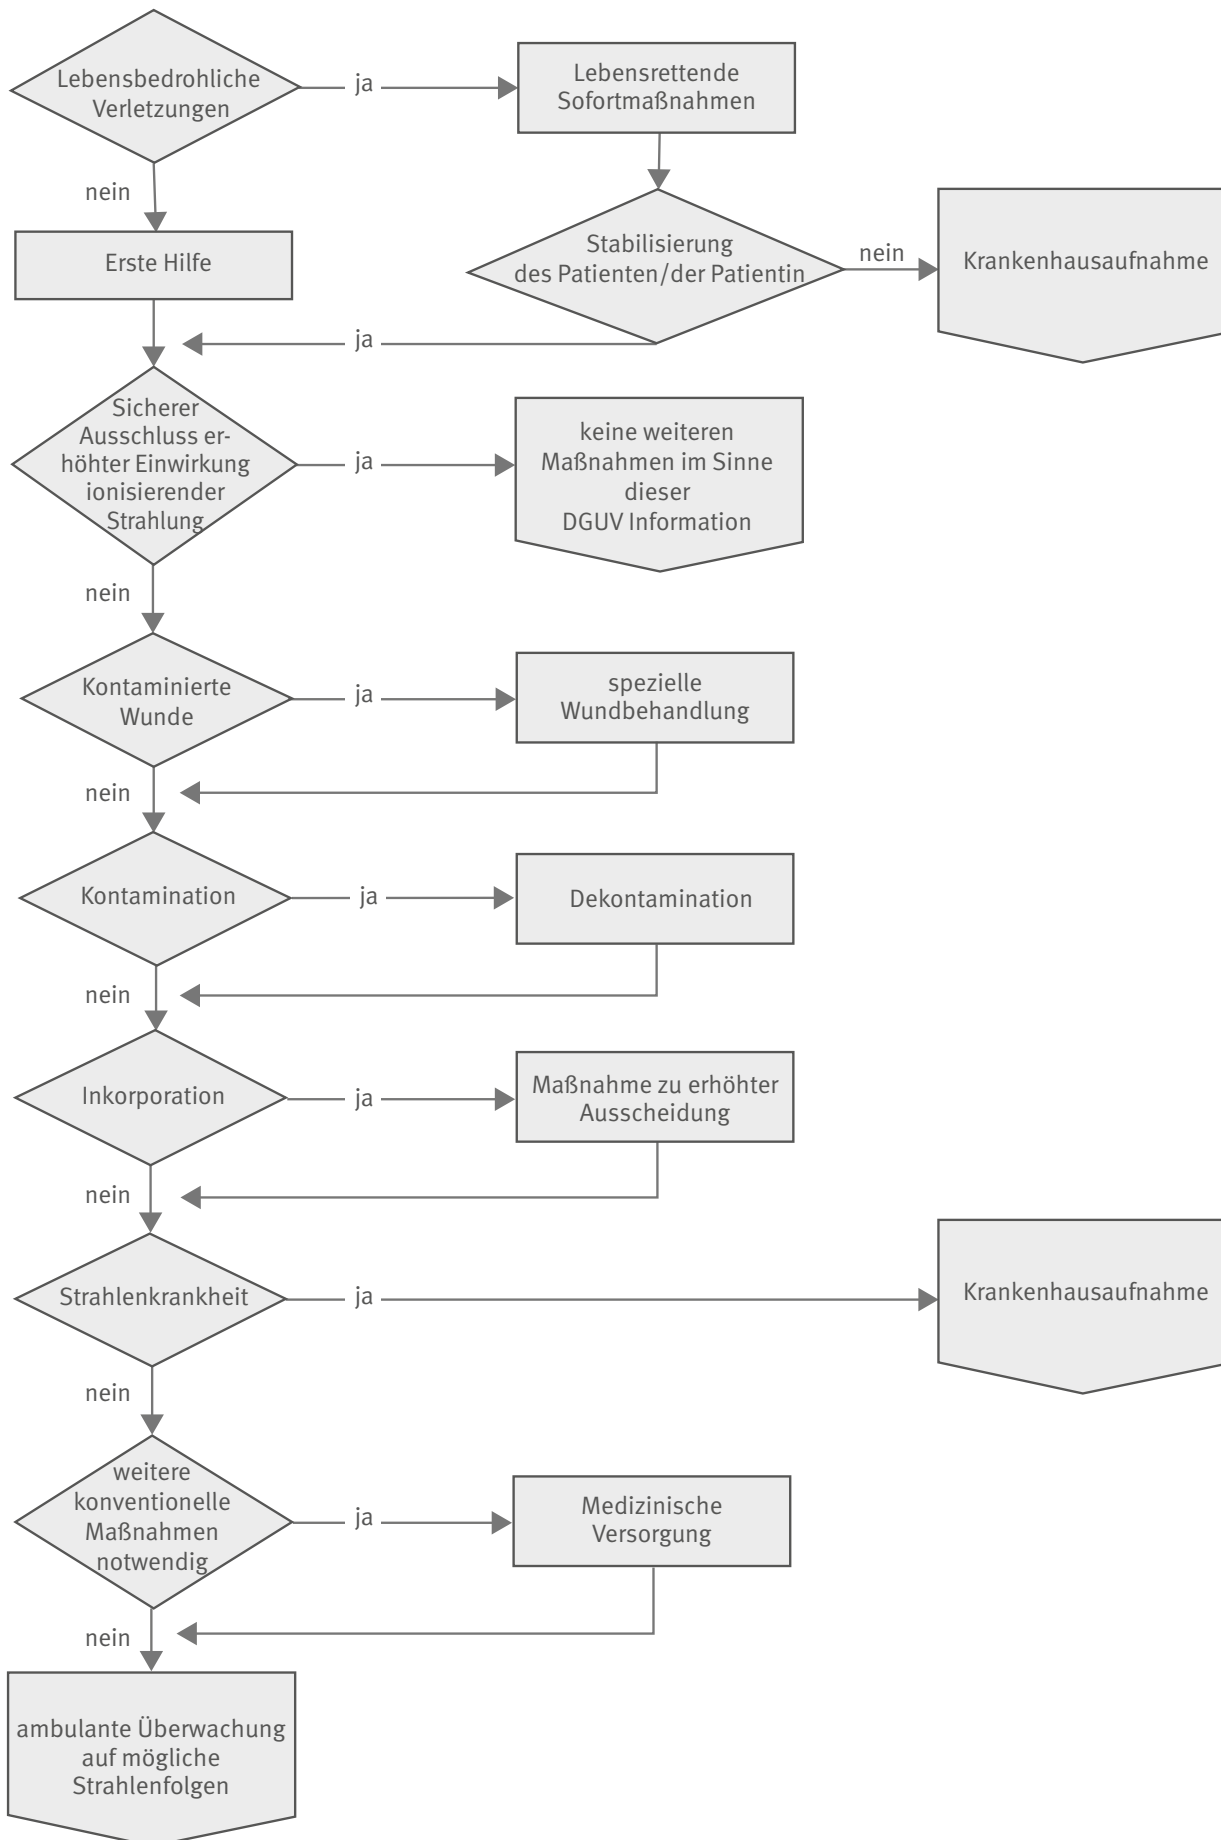 Lebensbedrohliche
Verletzungen
ja
Lebensrettende
Sofortmaßnahmen
nein
Erste Hilfe
Stabilisierung
des Patienten/der Patientin
nein
Krankenhausaufnahme
ja
Sicherer
Ausschluss er-
höhter Einwirkung
ionisierender
Strahlung
ja
keine weiteren
Maßnahmen im Sinne
dieser
DGUV Information
nein
Kontaminierte
Wunde
ja
spezielle
Wundbehandlung
nein
Kontamination
ja
Dekontamination
nein
Inkorporation
ja
Maßnahme zu erhöhter
Ausscheidung
nein
Strahlenkrankheit
ja
Krankenhausaufnahme
nein
weitere
konventionelle
Maßnahmen
notwendig
ja
Medizinische
Versorgung
nein
ambulante Überwachung
auf mögliche
Strahlenfolgen